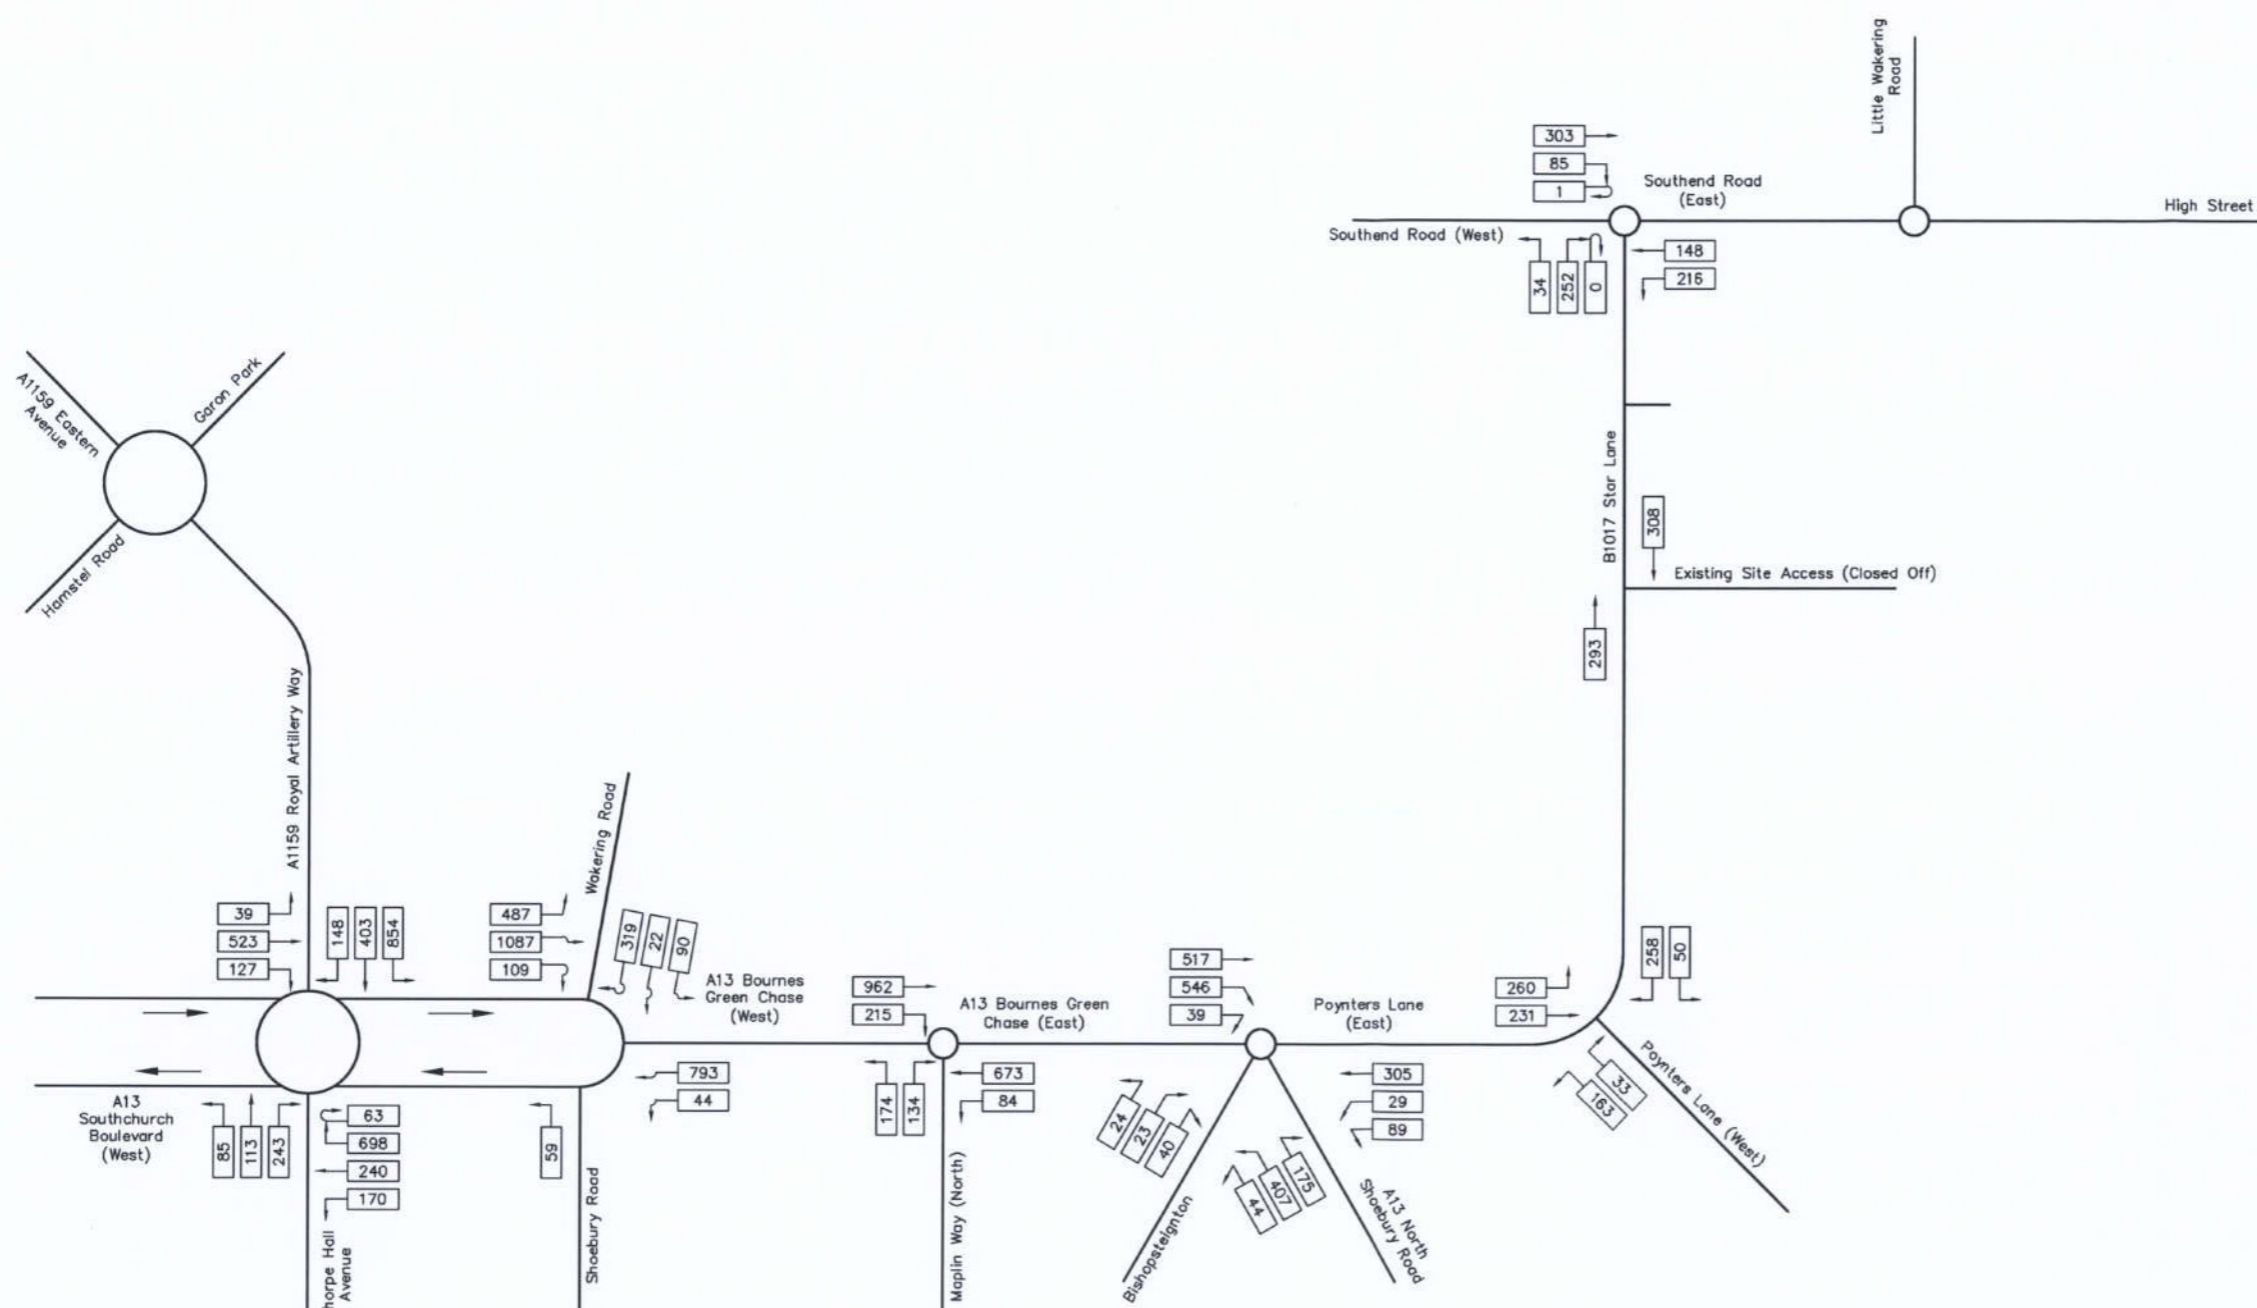 Little Wakering
Road
303
85
1
Southend Road
(East)
High Street
Southend Road (West)
34
252
0
148
216
A1159 Eastern
Avenue
Garon Park
Hamstel Road
B1017 Star Lane
308
Existing Site Access (Closed Off)
293
A1159 Royal Artillery Way
Wakering Road
39
523
127
148
403
854
487
1087
109
319
22
90
A13 Bournes
Green Chase
(West)
962
215
A13 Bournes Green
Chase (East)
517
546
39
Poynters Lane
(East)
260
231
258
50
Poynters Lane (West)
33
163
793
44
673
84
174
134
305
29
89
24
23
40
175
407
44
A13 North
Shoebury Road
Bishopsteignton
Maplin Way (North)
A13
Southchurch
Boulevard
(West)
85
113
243
63
698
240
170
59
Shoebury Road
horpe Hall
Avenue